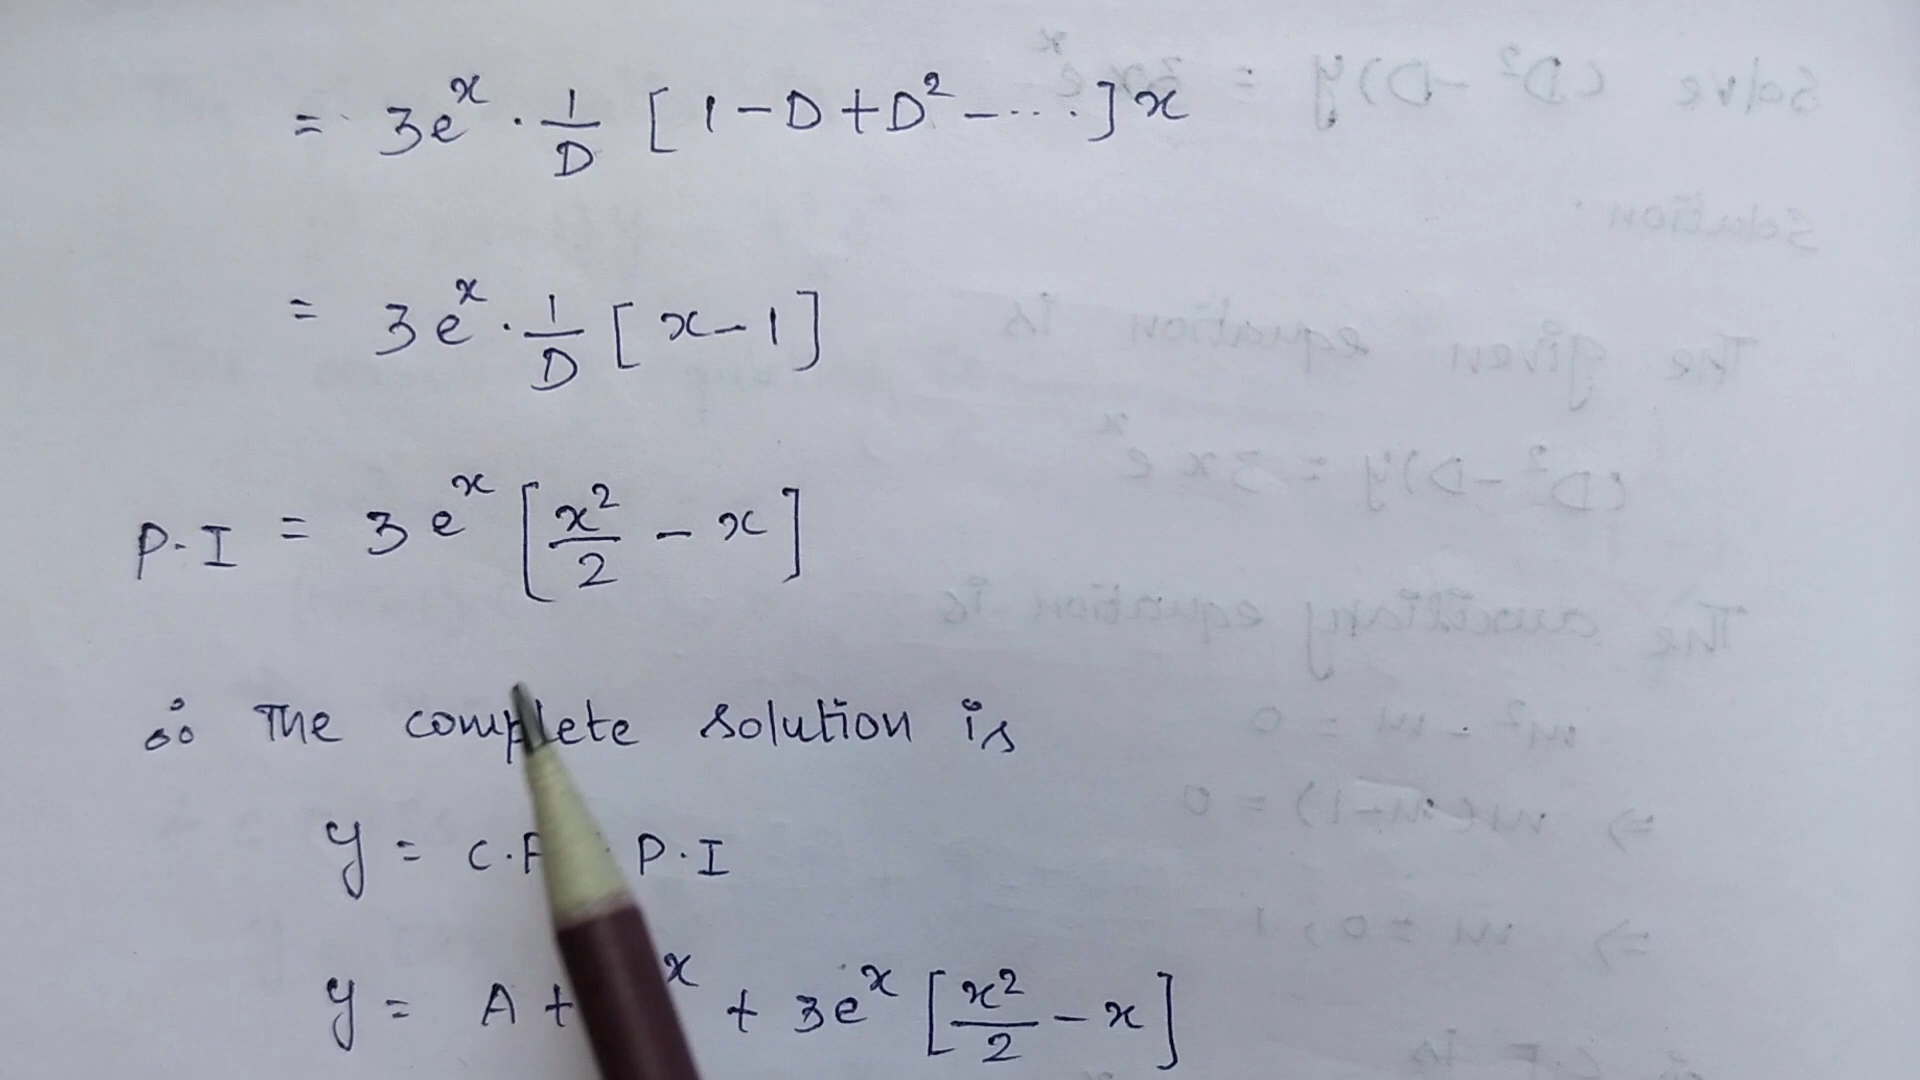 = 3e^x · 1/D [1 - D + D² - ....] x
= 3e^x · 1/D [x - 1]
P.I = 3e^x [x²/2 - x]
∴ The complete solution is
y = C.F P.I
y = A + x + 3e^x [x²/2 - x]